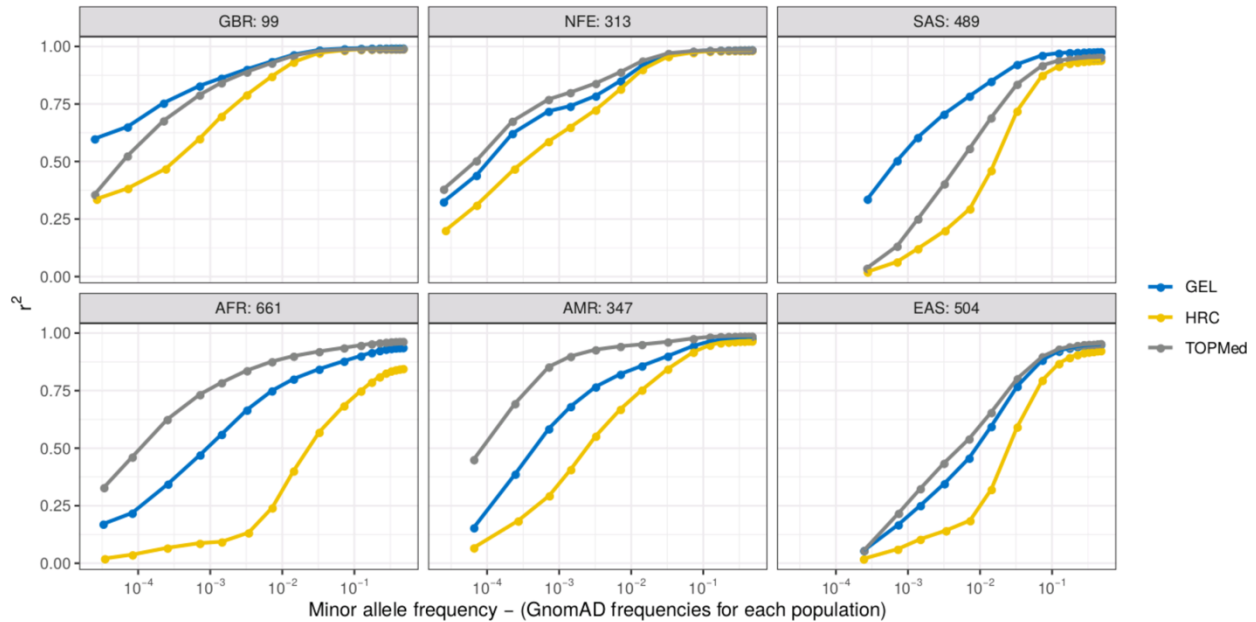 GBR: 99
NFE: 313
SAS: 489
1.00
0.75
0.50
0.25
0.00
AFR: 661
AMR: 347
EAS: 504
1.00
0.75
0.50
0.25
0.00
r²
10⁻⁴ 10⁻³ 10⁻² 10⁻¹
10⁻⁴ 10⁻³ 10⁻² 10⁻¹
10⁻⁴ 10⁻³ 10⁻² 10⁻¹
Minor allele frequency − (GnomAD frequencies for each population)
GEL
HRC
TOPMed